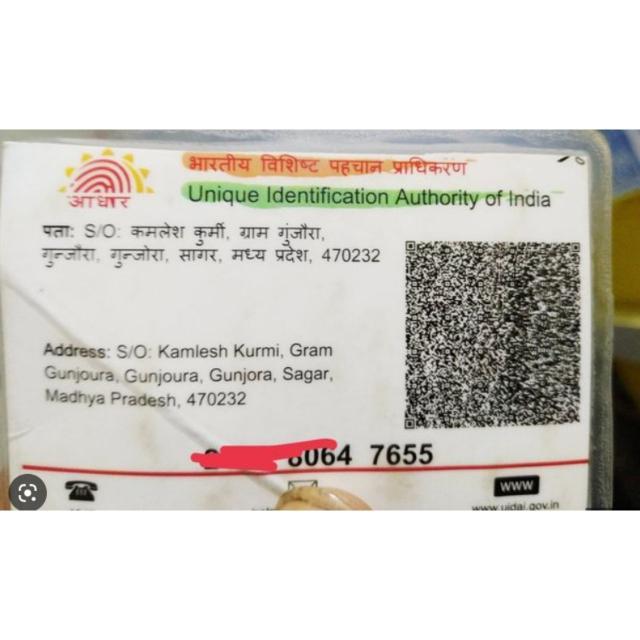 भारतीय विशिष्ट पहचान प्राधिकरण
आधार
Unique Identification Authority of India
पता: S/O: कमलेश कुर्मी, ग्राम गुंजौरा,
गुन्जौरा, गुन्जोरा, सागर, मध्य प्रदेश, 470232
Address: S/O: Kamlesh Kurmi, Gram
Gunjoura, Gunjoura, Gunjora, Sagar,
Madhya Pradesh, 470232
8064 7655
www
www.uidai.gov.in